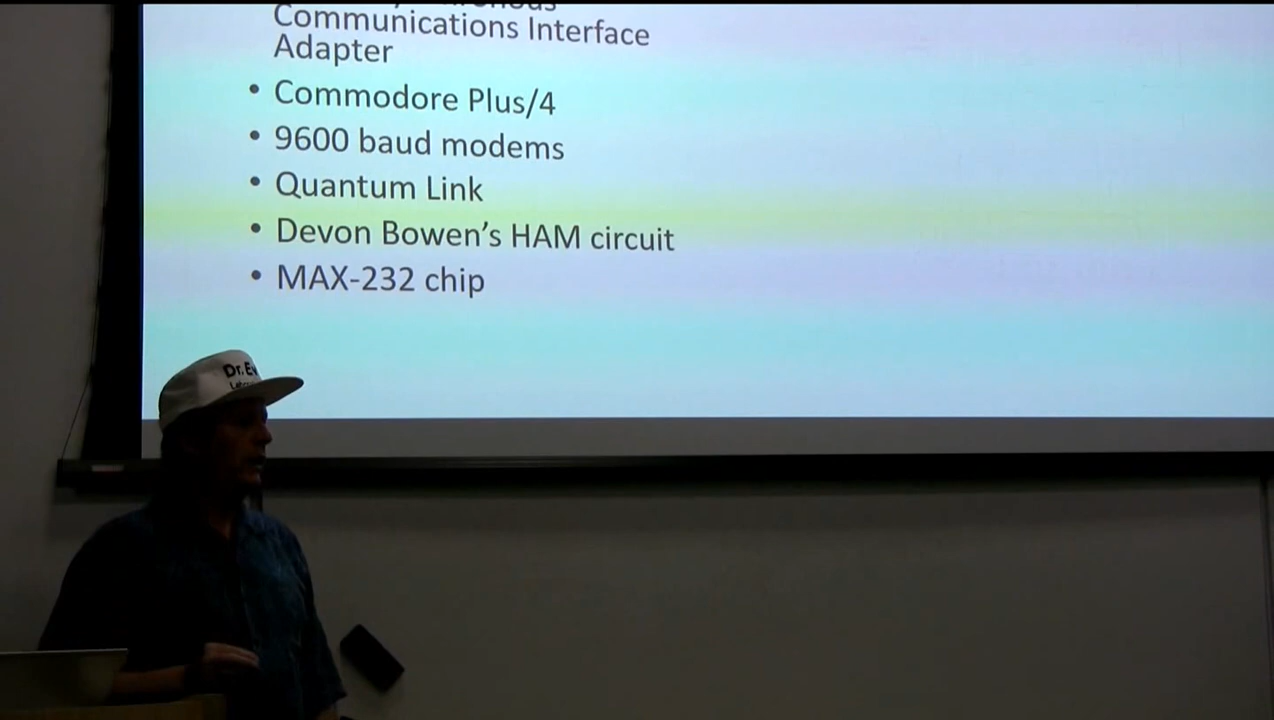 Communications Interface
Adapter
• Commodore Plus/4
• 9600 baud modems
• Quantum Link
• Devon Bowen’s HAM circuit
• MAX-232 chip
Dr.